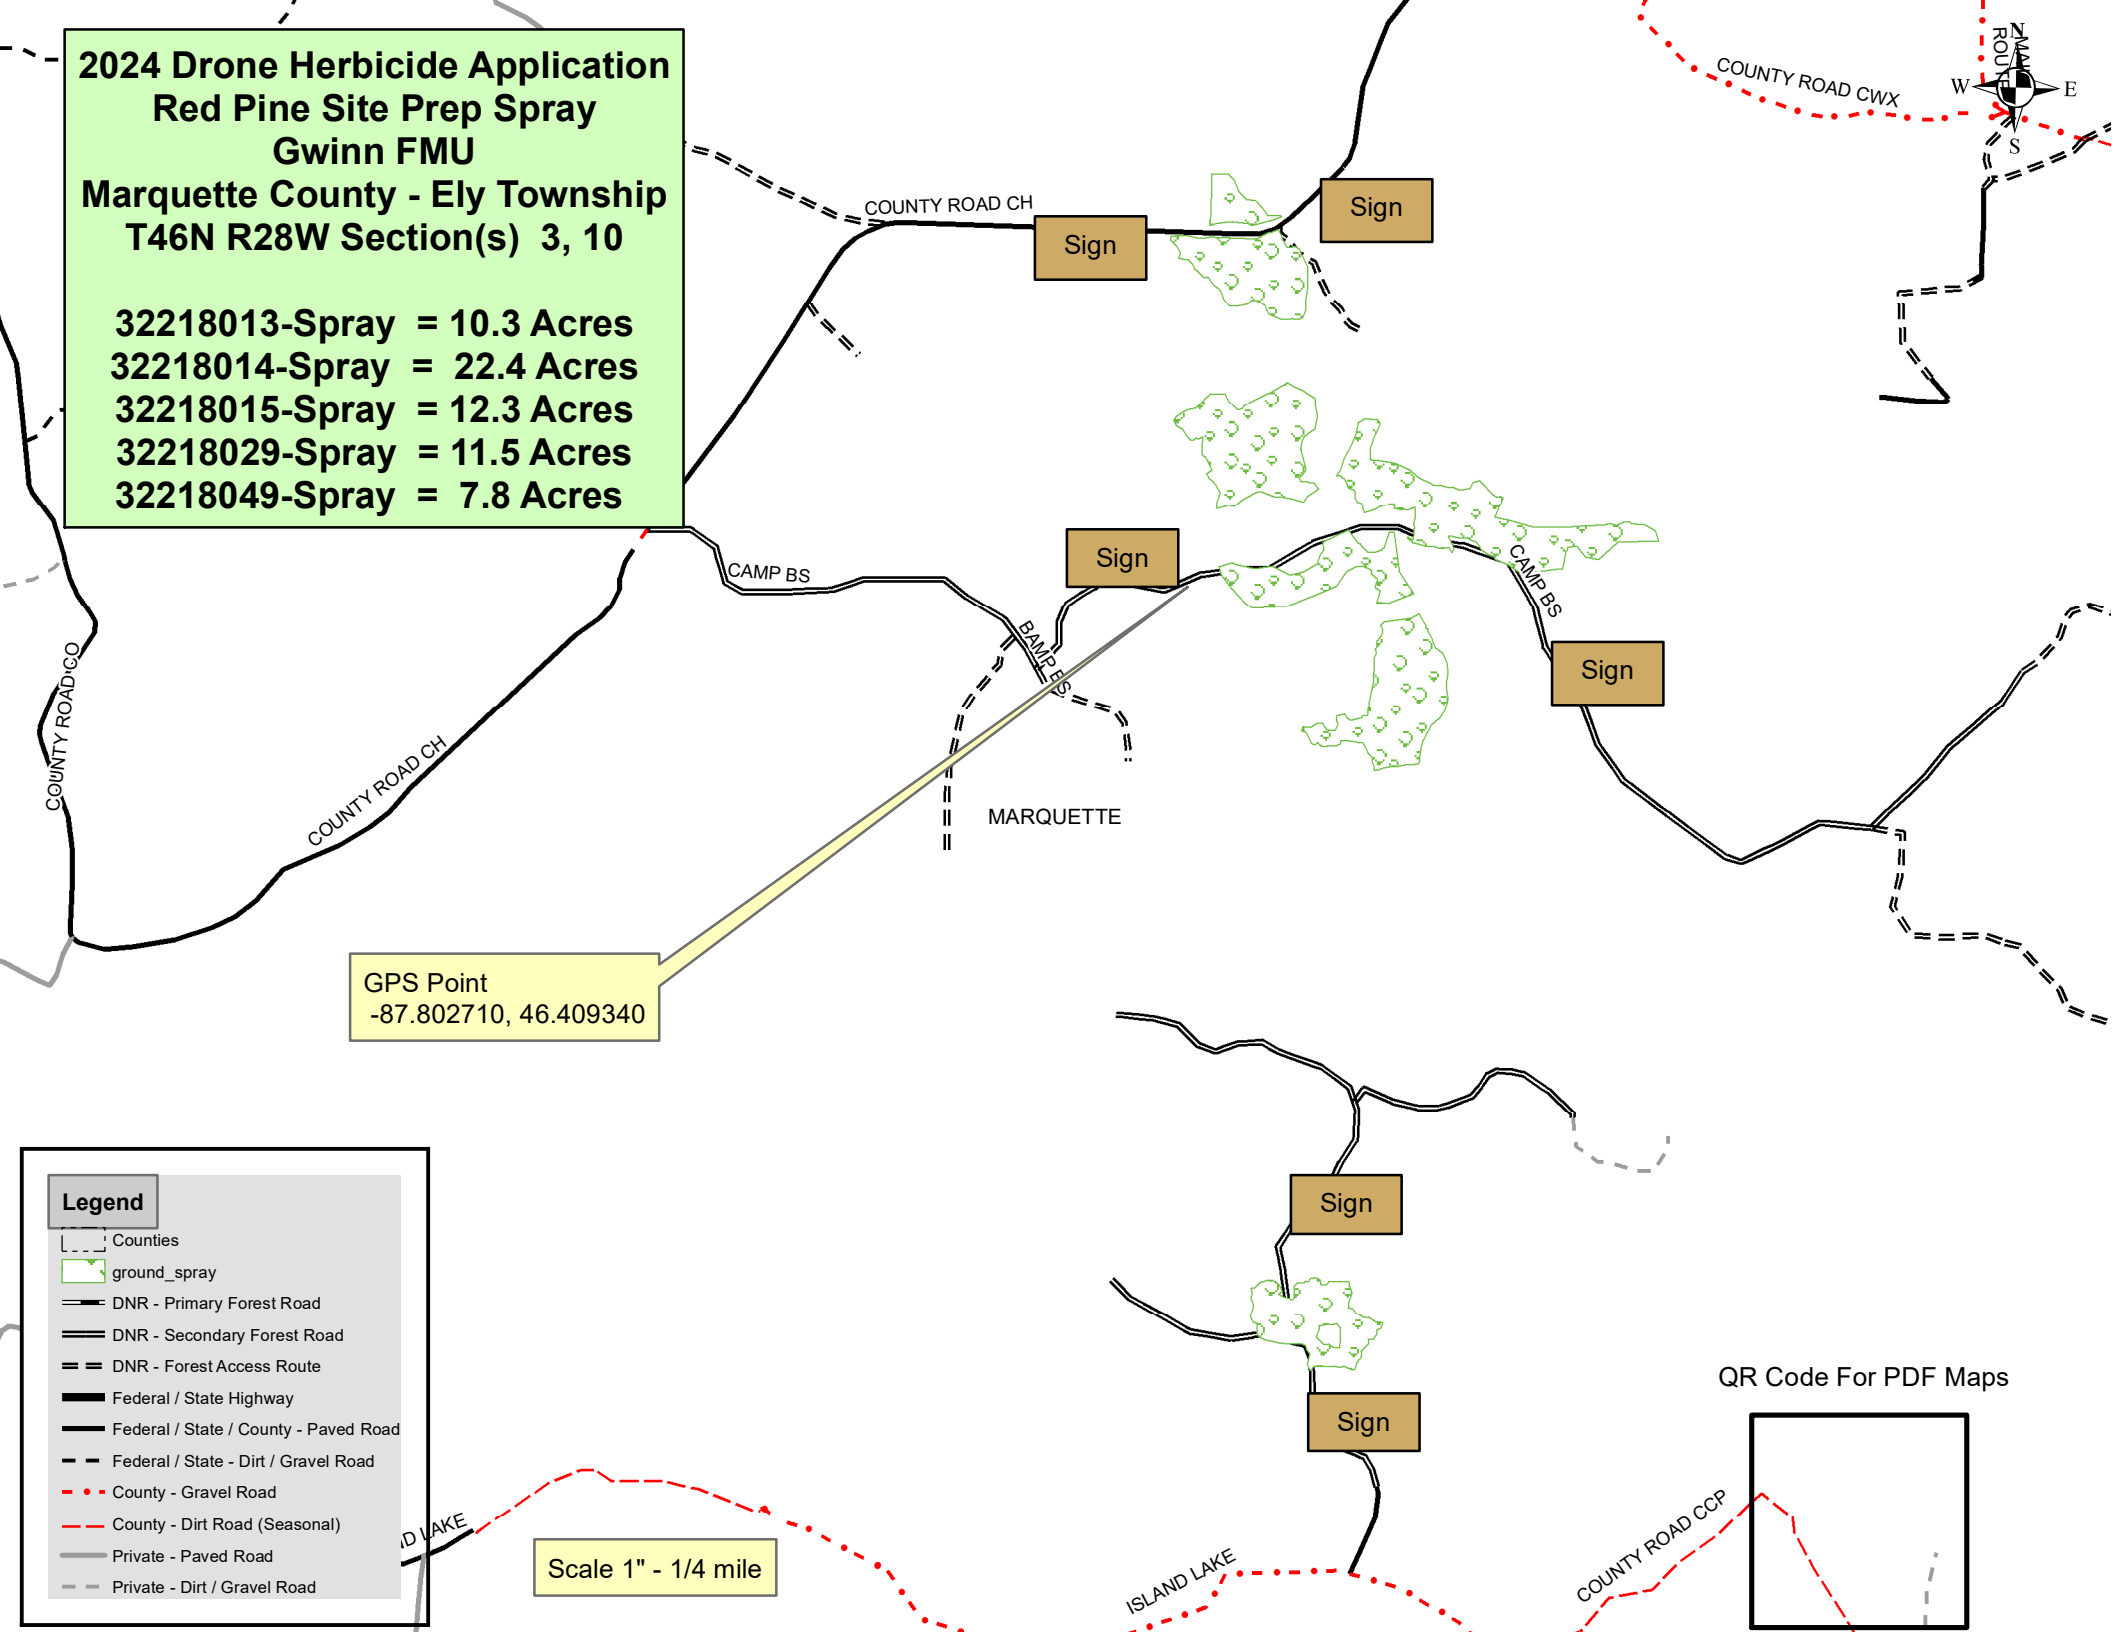 2024 Drone Herbicide Application
Red Pine Site Prep Spray
Gwinn FMU
Marquette County - Ely Township
T46N R28W Section(s) 3, 10
32218013-Spray = 10.3 Acres
32218014-Spray = 22.4 Acres
32218015-Spray = 12.3 Acres
32218029-Spray = 11.5 Acres
32218049-Spray = 7.8 Acres
COUNTY ROAD CWX
N
W
E
S
ROUTE
COUNTY ROAD CH
Sign
Sign
Sign
CAMP BS
CAMP BS
BS
Sign
COUNTY ROAD CO
COUNTY ROAD CH
MARQUETTE
GPS Point
-87.802710, 46.409340
Sign
Sign
Legend
Counties
ground_spray
DNR - Primary Forest Road
DNR - Secondary Forest Road
DNR - Forest Access Route
Federal / State Highway
Federal / State / County - Paved Road
Federal / State - Dirt / Gravel Road
County - Gravel Road
County - Dirt Road (Seasonal)
Private - Paved Road
Private - Dirt / Gravel Road
ND LAKE
Scale 1" - 1/4 mile
ISLAND LAKE
COUNTY ROAD CCP
QR Code For PDF Maps